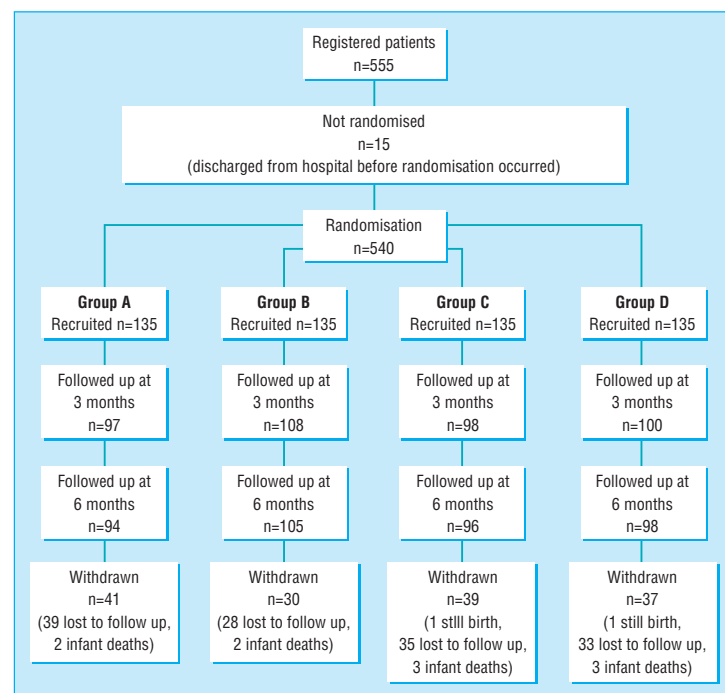 Registered patients
n=555
Not randomised
n=15
(discharged from hospital before randomisation occurred)
Randomisation
n=540
Group A
Recruited n=135
Group B
Recruited n=135
Group C
Recruited n=135
Group D
Recruited n=135
Followed up at
3 months
n=97
Followed up at
3 months
n=108
Followed up at
3 months
n=98
Followed up at
3 months
n=100
Followed up at
6 months
n=94
Followed up at
6 months
n=105
Followed up at
6 months
n=96
Followed up at
6 months
n=98
Withdrawn
n=41
(39 lost to follow up,
2 infant deaths)
Withdrawn
n=30
(28 lost to follow up,
2 infant deaths)
Withdrawn
n=39
(1 stlll birth,
35 lost to follow up,
3 infant deaths)
Withdrawn
n=37
(1 still birth,
33 lost to follow up,
3 infant deaths)